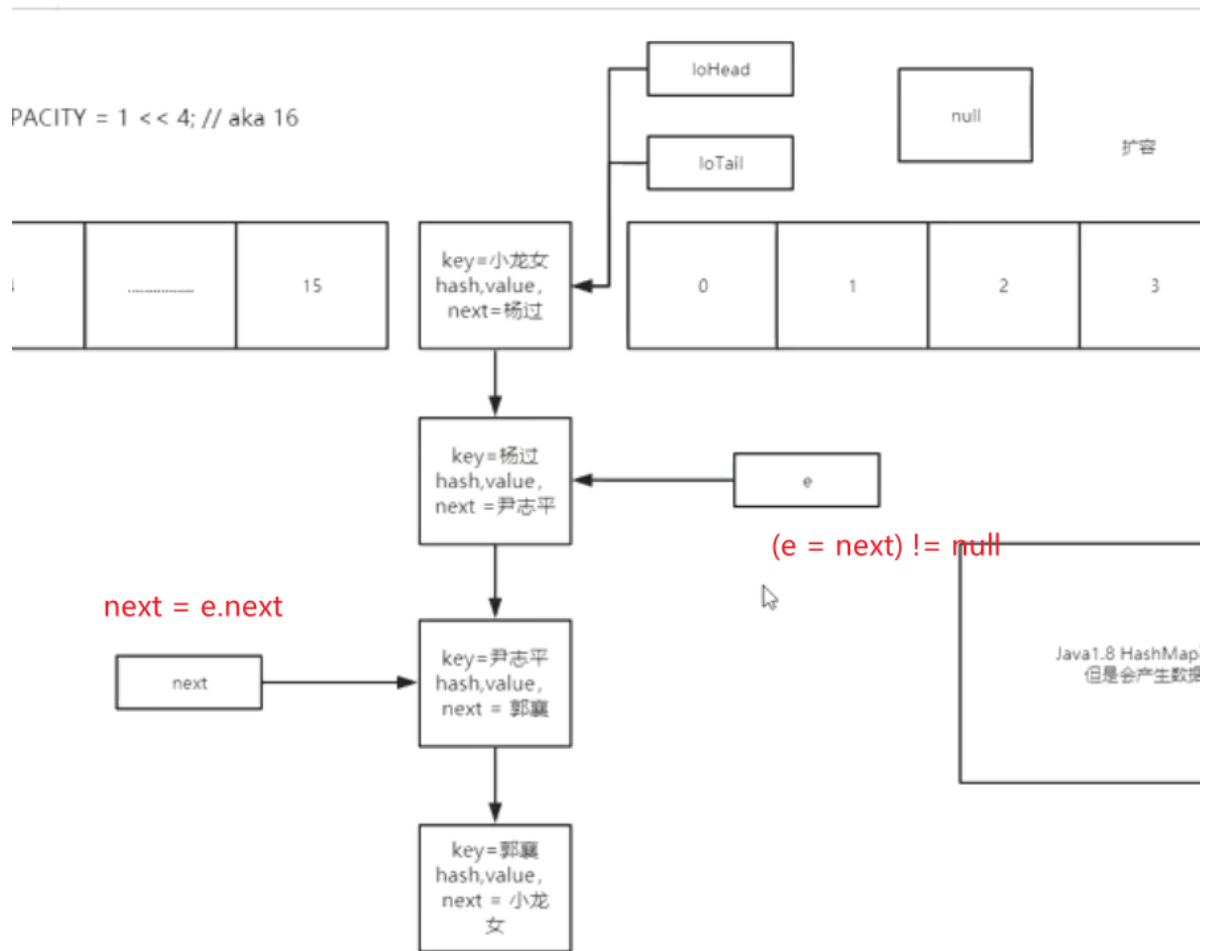 PACITY = 1 << 4; // aka 16
loHead
null
扩容
loTail
.................
15
key=小龙女
hash,value,
next=杨过
0
1
2
3
key=杨过
hash,value,
next =尹志平
e
(e = next) != null
next = e.next
next
key=尹志平
hash,value,
next = 郭襄
Java1.8 HashMap
但是会产生数据
key=郭襄
hash,value,
next = 小龙
女